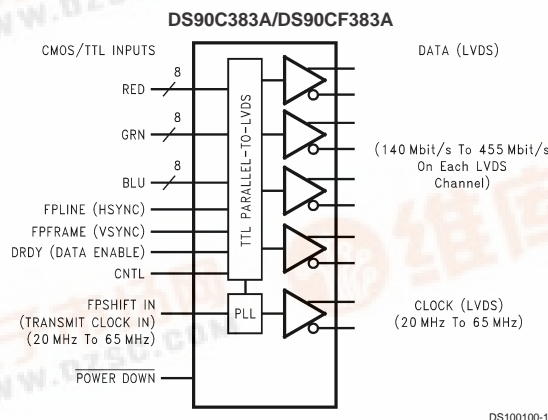 DS90C383A/DS90CF383A
CMOS/TTL INPUTS
DATA (LVDS)
RED
8
GRN
8
BLU
8
FPLINE (HSYNC)
FPFRAME (VSYNC)
DRDY (DATA ENABLE)
CNTL
TTL PARALLEL-TO-LVDS
(140 Mbit/s To 455 Mbit/s
On Each LVDS
Channel)
FPSHIFT IN
(TRANSMIT CLOCK IN)
(20 MHz To 65 MHz)
PLL
CLOCK (LVDS)
(20 MHz To 65 MHz)
POWER DOWN
DS100100-1